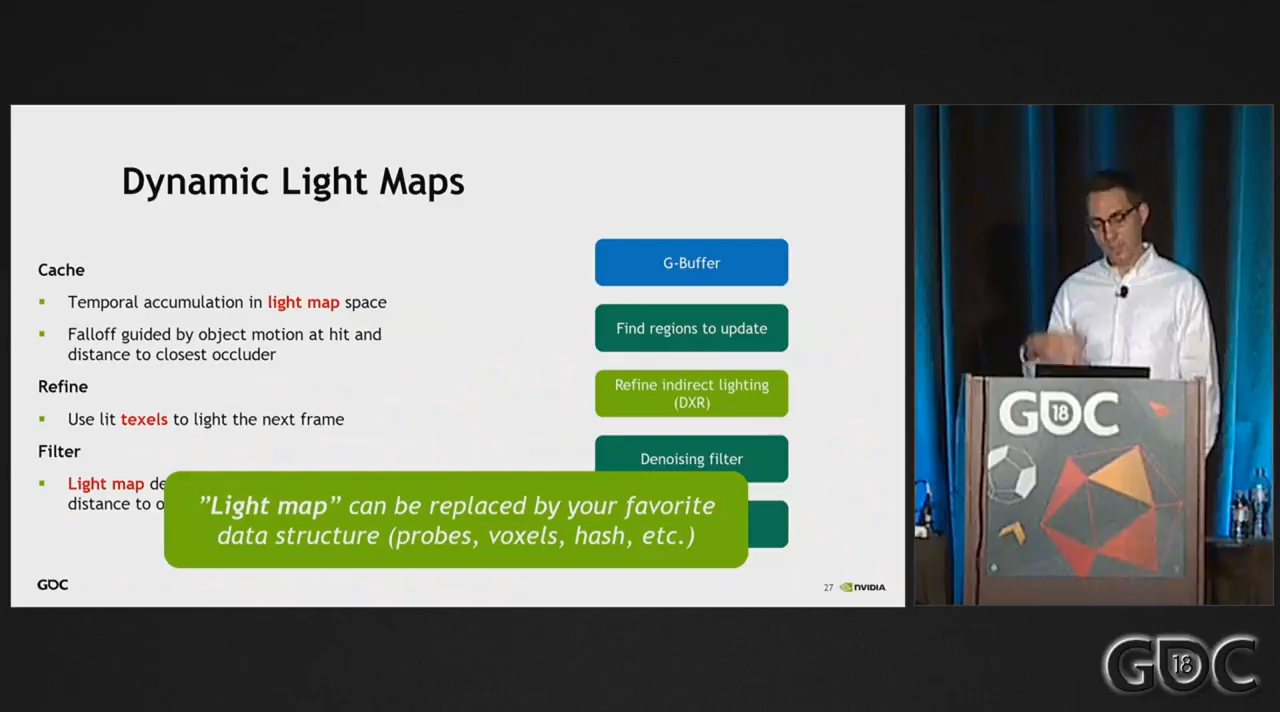 Dynamic Light Maps
Cache
Temporal accumulation in light map space
Falloff guided by object motion at hit and
distance to closest occluder
Refine
Use lit texels to light the next frame
Filter
Light map de
distance to o
G-Buffer
Find regions to update
Refine indirect lighting
(DXR)
Denoising filter
”Light map” can be replaced by your favorite
data structure (probes, voxels, hash, etc.)
GDC
27 NVIDIA
GDC
18
GDC
18